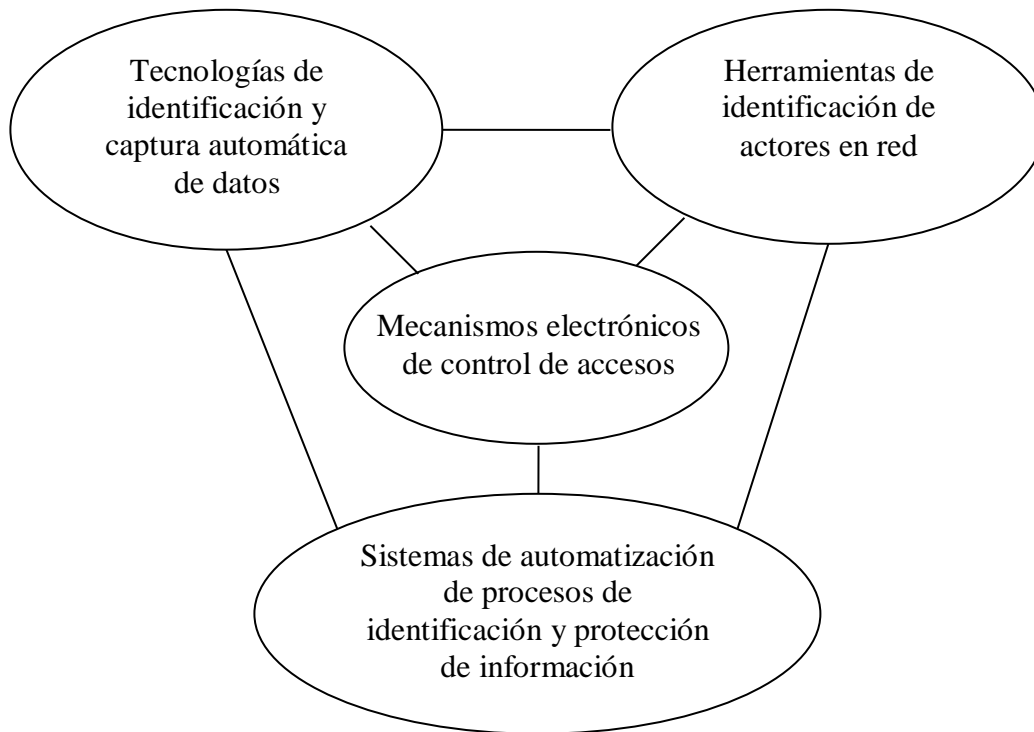 Tecnologías de
identificación y
captura automática
de datos
Herramientas de
identificación de
actores en red
Mecanismos electrónicos
de control de accesos
Sistemas de automatización
de procesos de
identificación y protección
de información